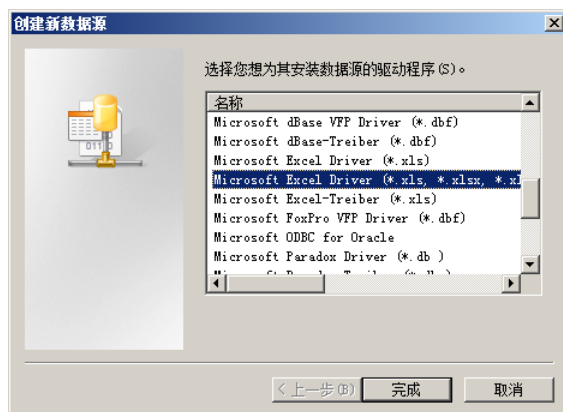 创建新数据源
选择您想为其安装数据源的驱动程序(S)。
名称
Microsoft dBase VFP Driver (*.dbf)
Microsoft dBase-Treiber (*.dbf)
Microsoft Excel Driver (*.xls)
Microsoft Excel Driver (*.xls, *.xlsx, *.xl
Microsoft Excel-Treiber (*.xls)
Microsoft FoxPro VFP Driver (*.dbf)
Microsoft ODBC for Oracle
Microsoft Paradox Driver (*.db )
<上一步(B)
完成
取消